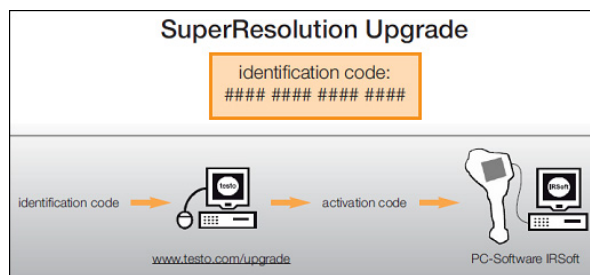 SuperResolution Upgrade
identification code:
#### #### #### ####
identification code
testo
activation code
IRSoft
www.testo.com/upgrade
PC-Software IRSoft